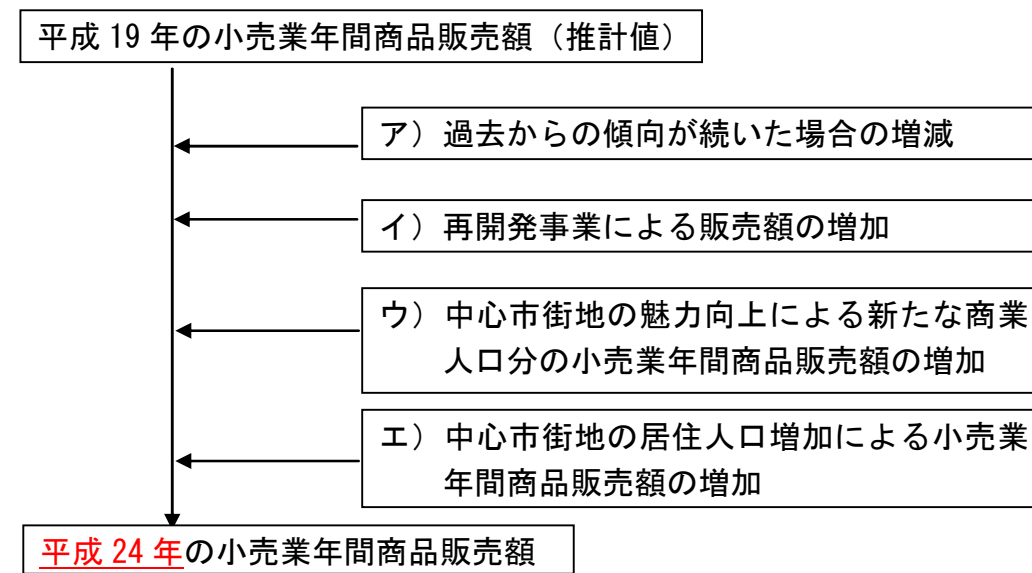 平成 19 年の小売業年間商品販売額（推計値）
ア）過去からの傾向が続いた場合の増減
イ）再開発事業による販売額の増加
ウ）中心市街地の魅力向上による新たな商業
人口分の小売業年間商品販売額の増加
エ）中心市街地の居住人口増加による小売業
年間商品販売額の増加
平成 24 年の小売業年間商品販売額